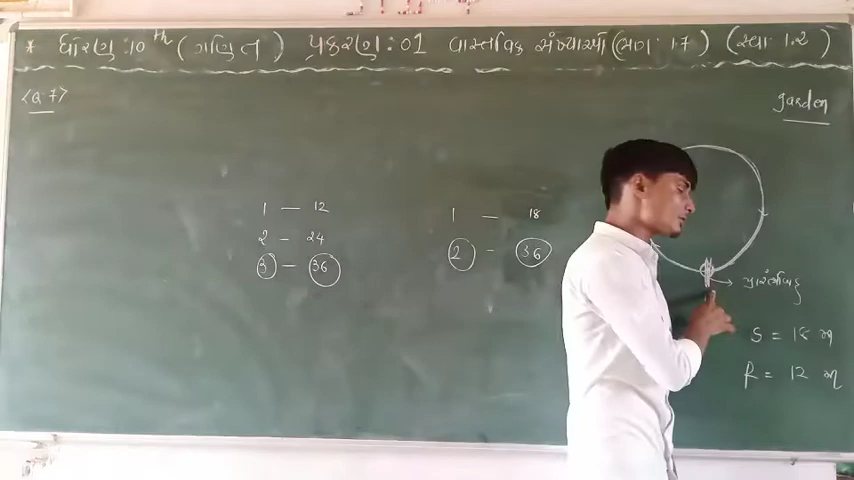 * ધોરણ : 10 th (ગણિત) પ્રકરણ : 01 વાસ્તવિક સંખ્યાઓ (ભાગ : 17) (સ્વા 1.2)
<Q 7>
garden
1 — 12
2 — 24
3 — 36
1 — 18
2 - 36
પ્રારંભબિંદુ
S = 18 મિ
R = 12 મિ